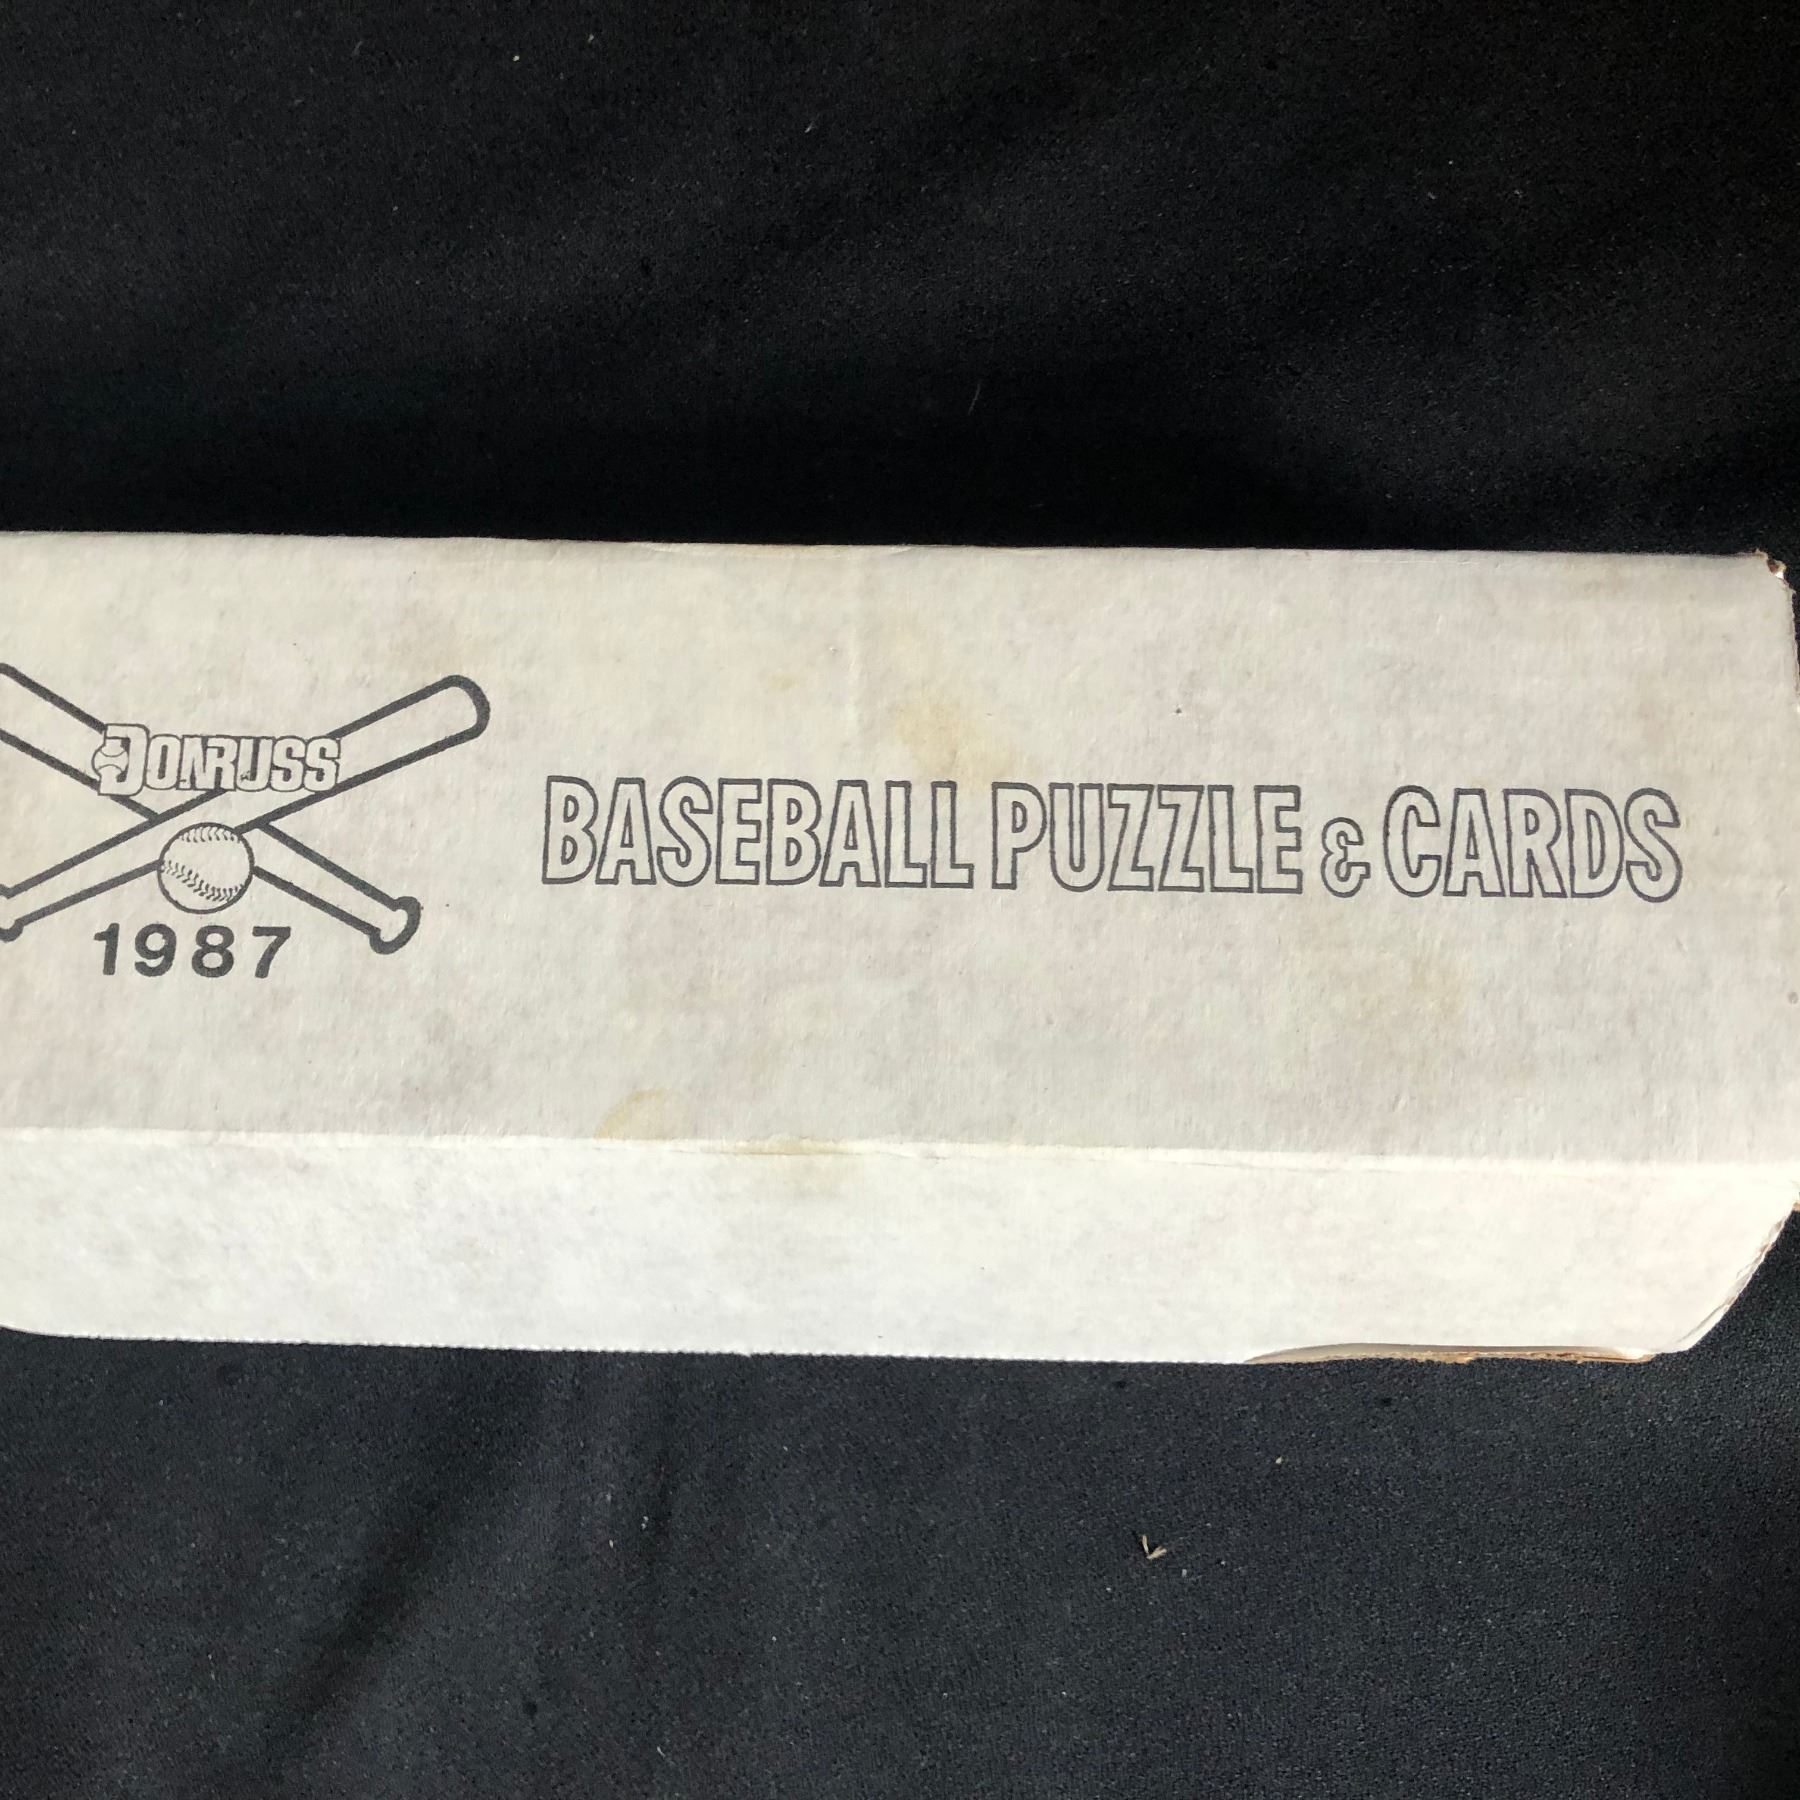 DONRUSS
1987
BASEBALL PUZZLE & CARDS